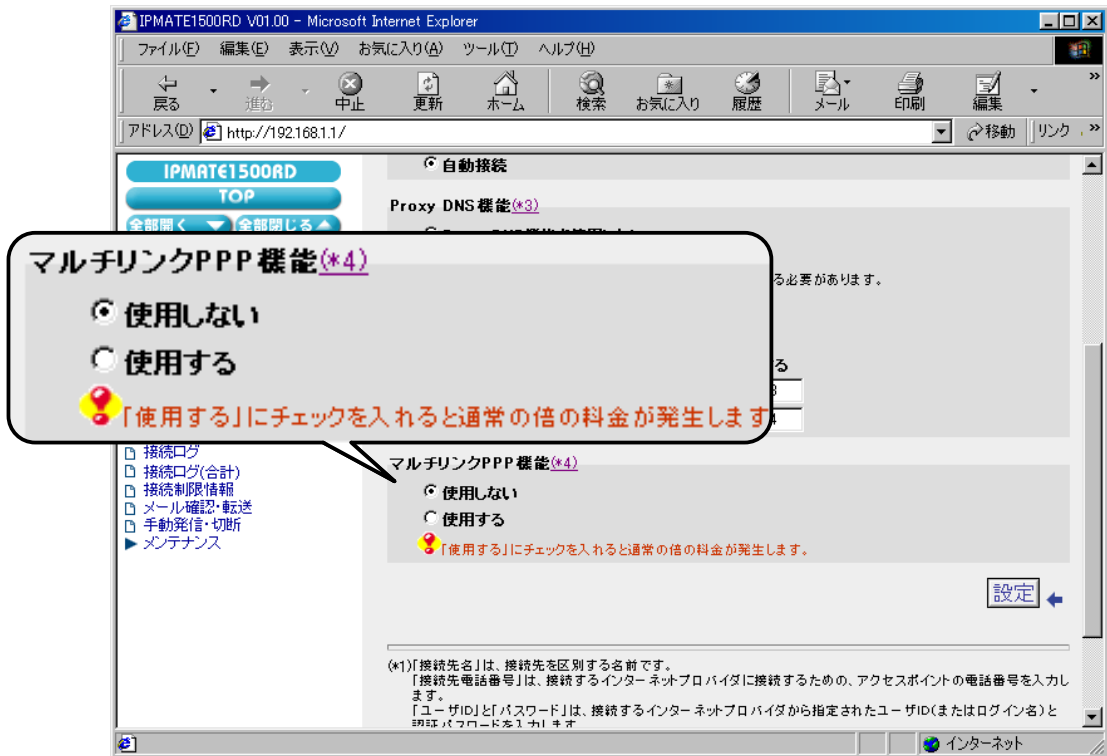 IPMATE1500RD V01.00 - Microsoft Internet Explorer
ファイル(F) 編集(E) 表示(V) お気に入り(A) ツール(T) ヘルプ(H)
戻る 進む 中止 更新 ホーム 検索 お気に入り 履歴 メール 印刷 編集 »
アドレス(D) http://192.168.1.1/ 移動 リンク »
IPMATE1500RD
TOP
全部開く 全部閉じる
自動接続
Proxy DNS機能(*3)
る必要があります。
る
マルチリンクPPP機能(*4)
使用しない
使用する
「使用する」にチェックを入れると通常の倍の料金が発生します
接続ログ
接続ログ(合計)
接続制限情報
メール確認・転送
手動発信・切断
メンテナンス
マルチリンクPPP機能(*4)
使用しない
使用する
「使用する」にチェックを入れると通常の倍の料金が発生します。
設定
(*1)「接続先名」は、接続先を区別する名前です。
「接続先電話番号」は、接続するインターネットプロバイダに接続するための、アクセスポイントの電話番号を入力し
ます。
「ユーザID」と「パスワード」は、接続するインターネットプロバイダから指定されたユーザID(またはログイン名)と
認証パスワードを入力します
インターネット